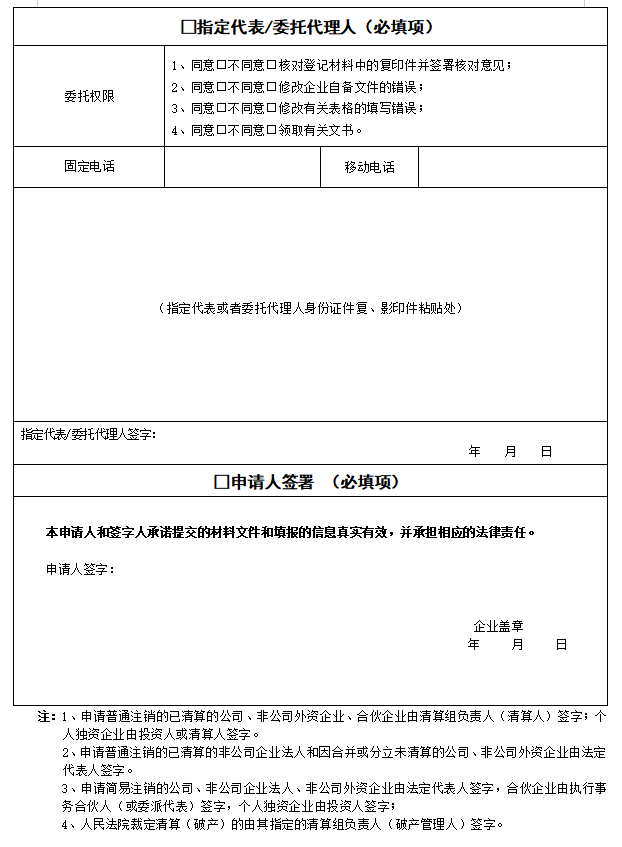 □指定代表/委托代理人（必填项）
委托权限
1、同意□不同意□核对登记材料中的复印件并签署核对意见；
2、同意□不同意□修改企业自备文件的错误；
3、同意□不同意□修改有关表格的填写错误；
4、同意□不同意□领取有关文书。
固定电话 移动电话
（指定代表或者委托代理人身份证件复、影印件粘贴处）
指定代表/委托代理人签字：
年 月 日
□申请人签署 （必填项）
本申请人和签字人承诺提交的材料文件和填报的信息真实有效，并承担相应的法律责任。
申请人签字：
企业盖章
年 月 日
注：1、申请普通注销的已清算的公司、非公司外资企业、合伙企业由清算组负责人（清算人）签字；个
人独资企业由投资人或清算人签字。
2、申请普通注销的已清算的非公司企业法人和因合并或分立未清算的公司、非公司外资企业由法定
代表人签字。
3、申请简易注销的公司、非公司企业法人、非公司外资企业由法定代表人签字，合伙企业由执行事
务合伙人（或委派代表）签字，个人独资企业由投资人签字；
4、人民法院裁定清算（破产）的由其指定的清算组负责人（破产管理人）签字。